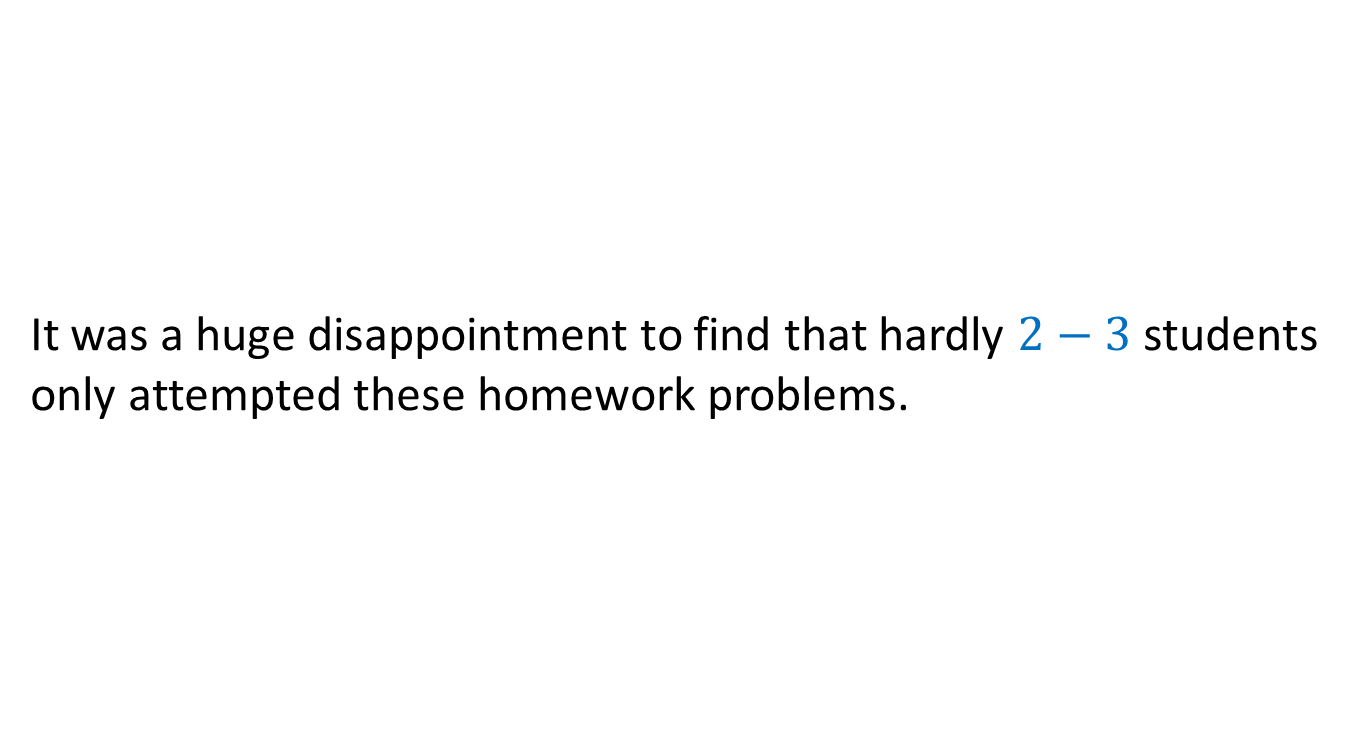 It was a huge disappointment to find that hardly 2 − 3 students
only attempted these homework problems.